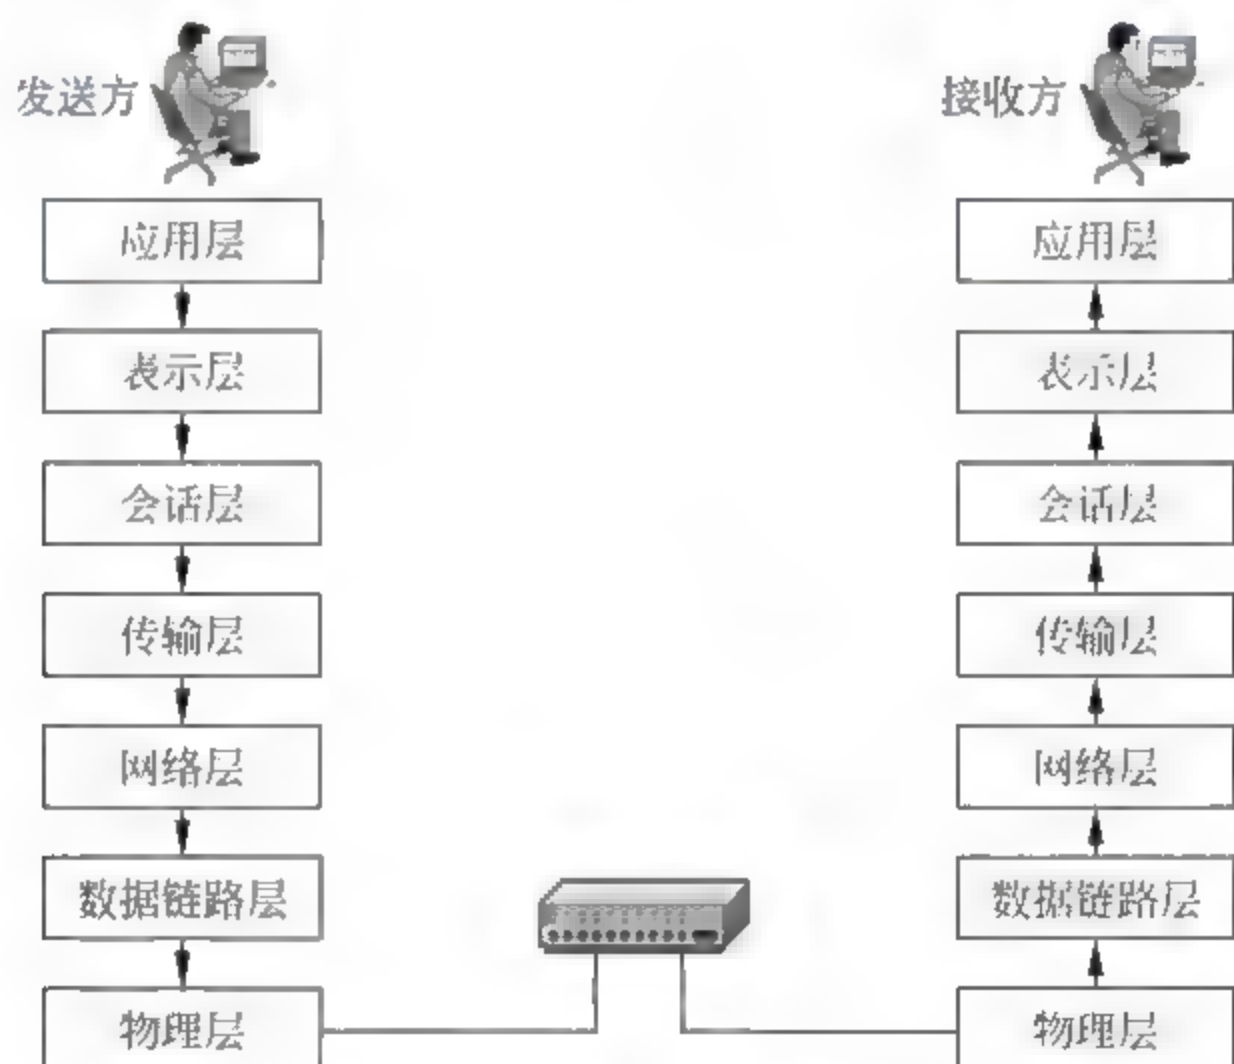 发送方
接收方
应用层
应用层
表示层
表示层
会话层
会话层
传输层
传输层
网络层
网络层
数据链路层
数据链路层
物理层
物理层